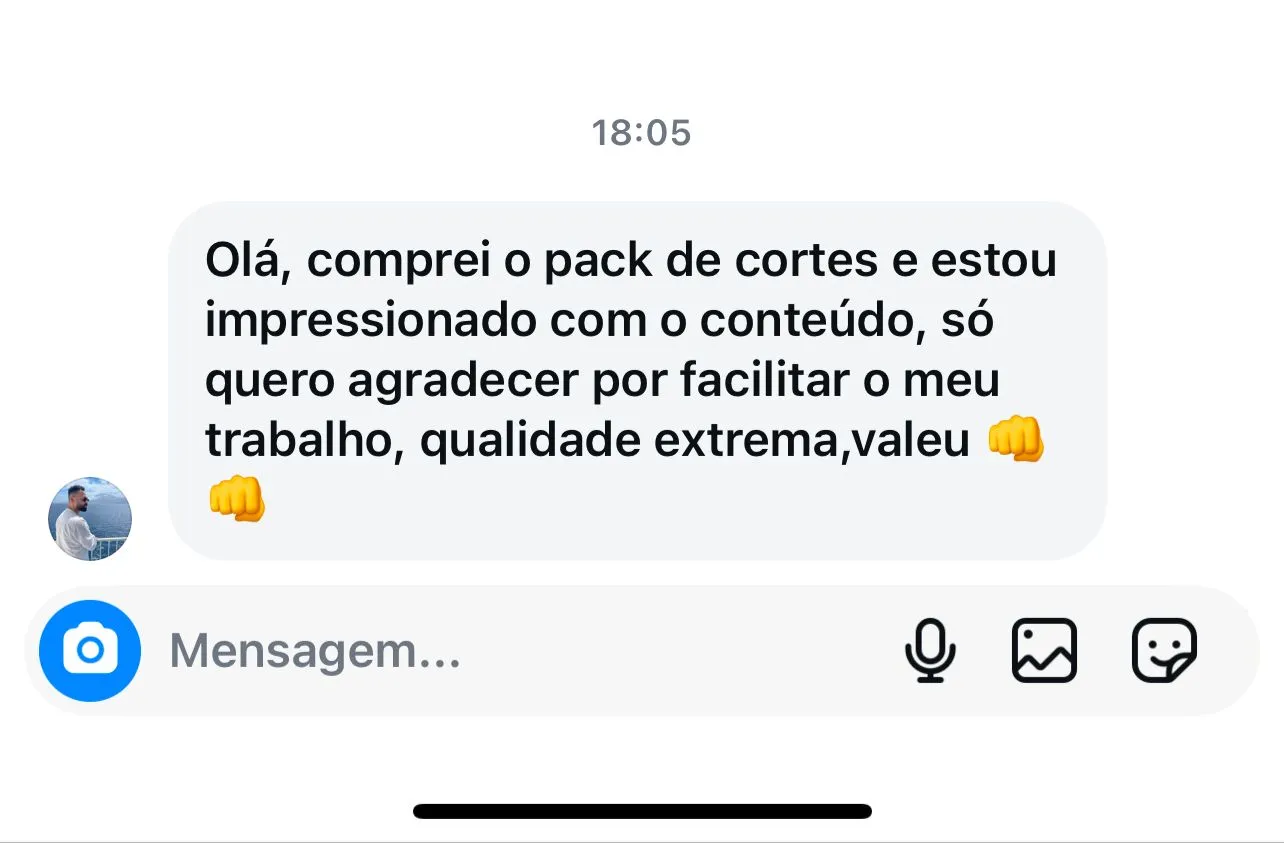 18:05
Olá, comprei o pack de cortes e estou
impressionado com o conteúdo, só
quero agradecer por facilitar o meu
trabalho, qualidade extrema,valeu 👊
👊
Mensagem...